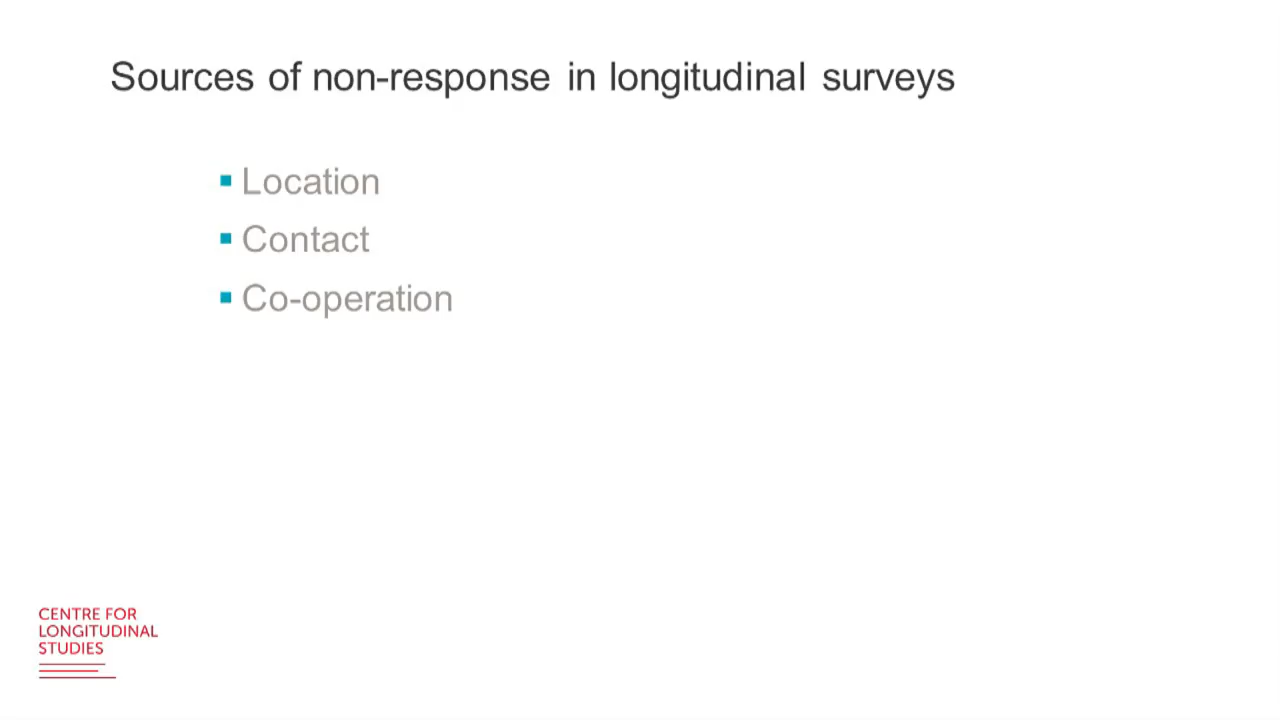 Sources of non-response in longitudinal surveys
Location
Contact
Co-operation
CENTRE FOR
LONGITUDINAL
STUDIES